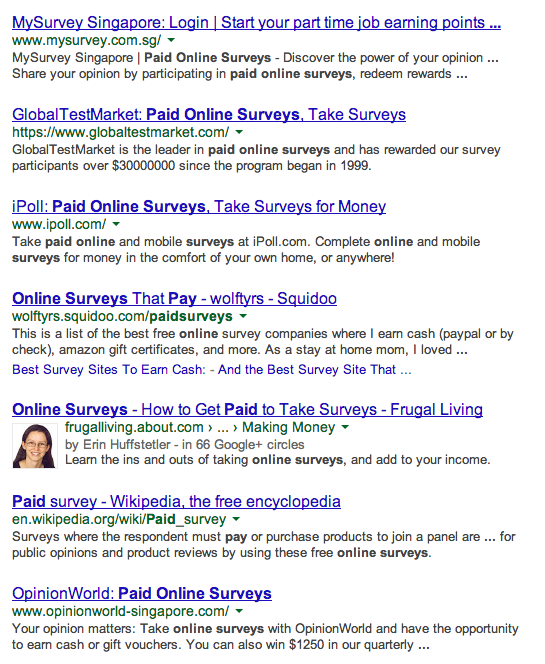 MySurvey Singapore: Login | Start your part time job earning points ...
www.mysurvey.com.sg/
MySurvey Singapore | Paid Online Surveys - Discover the power of your opinion ...
Share your opinion by participating in paid online surveys, redeem rewards ...
GlobalTestMarket: Paid Online Surveys, Take Surveys
https://www.globaltestmarket.com/
GlobalTestMarket is the leader in paid online surveys and has rewarded our survey
participants over $30000000 since the program began in 1999.
iPoll: Paid Online Surveys, Take Surveys for Money
www.ipoll.com/
Take paid online and mobile surveys at iPoll.com. Complete online and mobile
surveys for money in the comfort of your own home, or anywhere!
Online Surveys That Pay - wolftyrs - Squidoo
wolftyrs.squidoo.com/paidsurveys
This is a list of the best free online survey companies where I earn cash (paypal or by
check), amazon gift certificates, and more. As a stay at home mom, I loved ...
Best Survey Sites To Earn Cash: - And the Best Survey Site That ...
Online Surveys - How to Get Paid to Take Surveys - Frugal Living
frugalliving.about.com › ... › Making Money
by Erin Huffstetler - in 66 Google+ circles
Learn the ins and outs of taking online surveys, and add to your income.
Paid survey - Wikipedia, the free encyclopedia
en.wikipedia.org/wiki/Paid_survey
Surveys where the respondent must pay or purchase products to join a panel are ... for
public opinions and product reviews by using these free online surveys.
OpinionWorld: Paid Online Surveys
www.opinionworld-singapore.com/
Your opinion matters: Take online surveys with OpinionWorld and have the opportunity
to earn cash or gift vouchers. You can also win $1250 in our quarterly ...